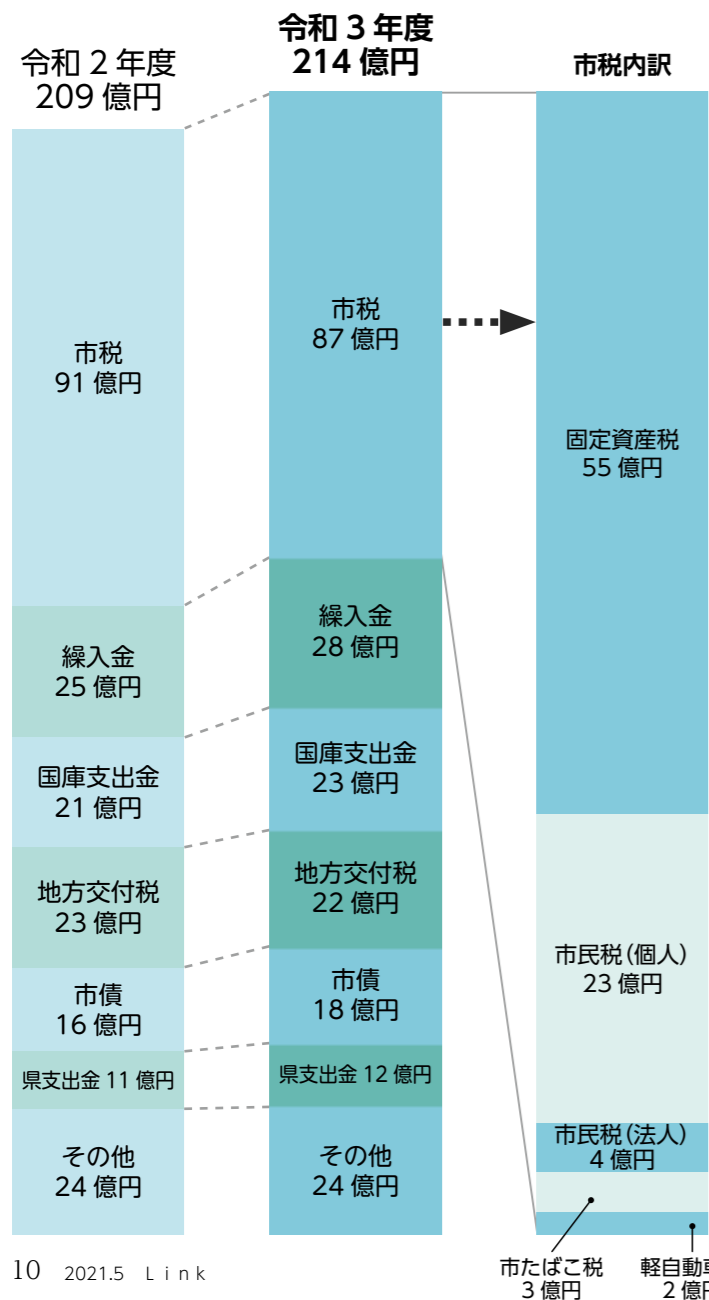 令和 2 年度
209 億円
市税
91 億円
繰入金
25 億円
国庫支出金
21 億円
地方交付税
23 億円
市債
16 億円
県支出金 11 億円
その他
24 億円
令和 3 年度
214 億円
市税
87 億円
繰入金
28 億円
国庫支出金
23 億円
地方交付税
22 億円
市債
18 億円
県支出金 12 億円
その他
24 億円
市税内訳
固定資産税
55 億円
市民税(個人)
23 億円
市民税(法人)
4 億円
市たばこ税
3 億円
軽自動車
2 億円
10 2021.5 Link